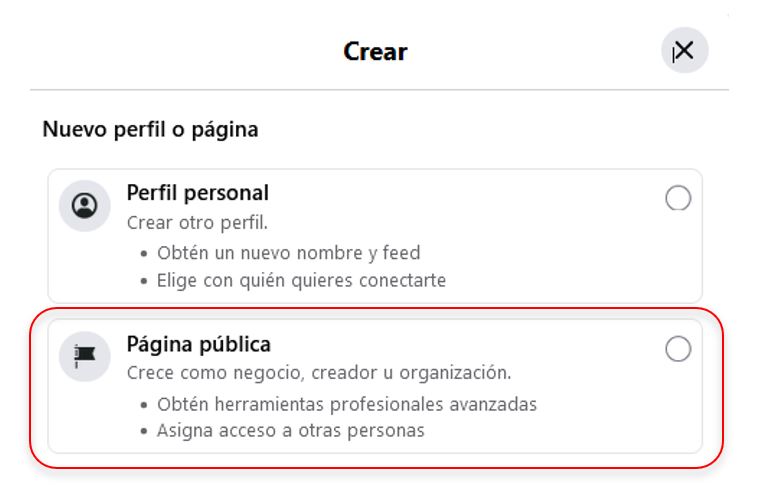 Crear
Nuevo perfil o página
Perfil personal
Crear otro perfil.
• Obtén un nuevo nombre y feed
• Elige con quién quieres conectarte
Página pública
Crece como negocio, creador u organización.
• Obtén herramientas profesionales avanzadas
• Asigna acceso a otras personas